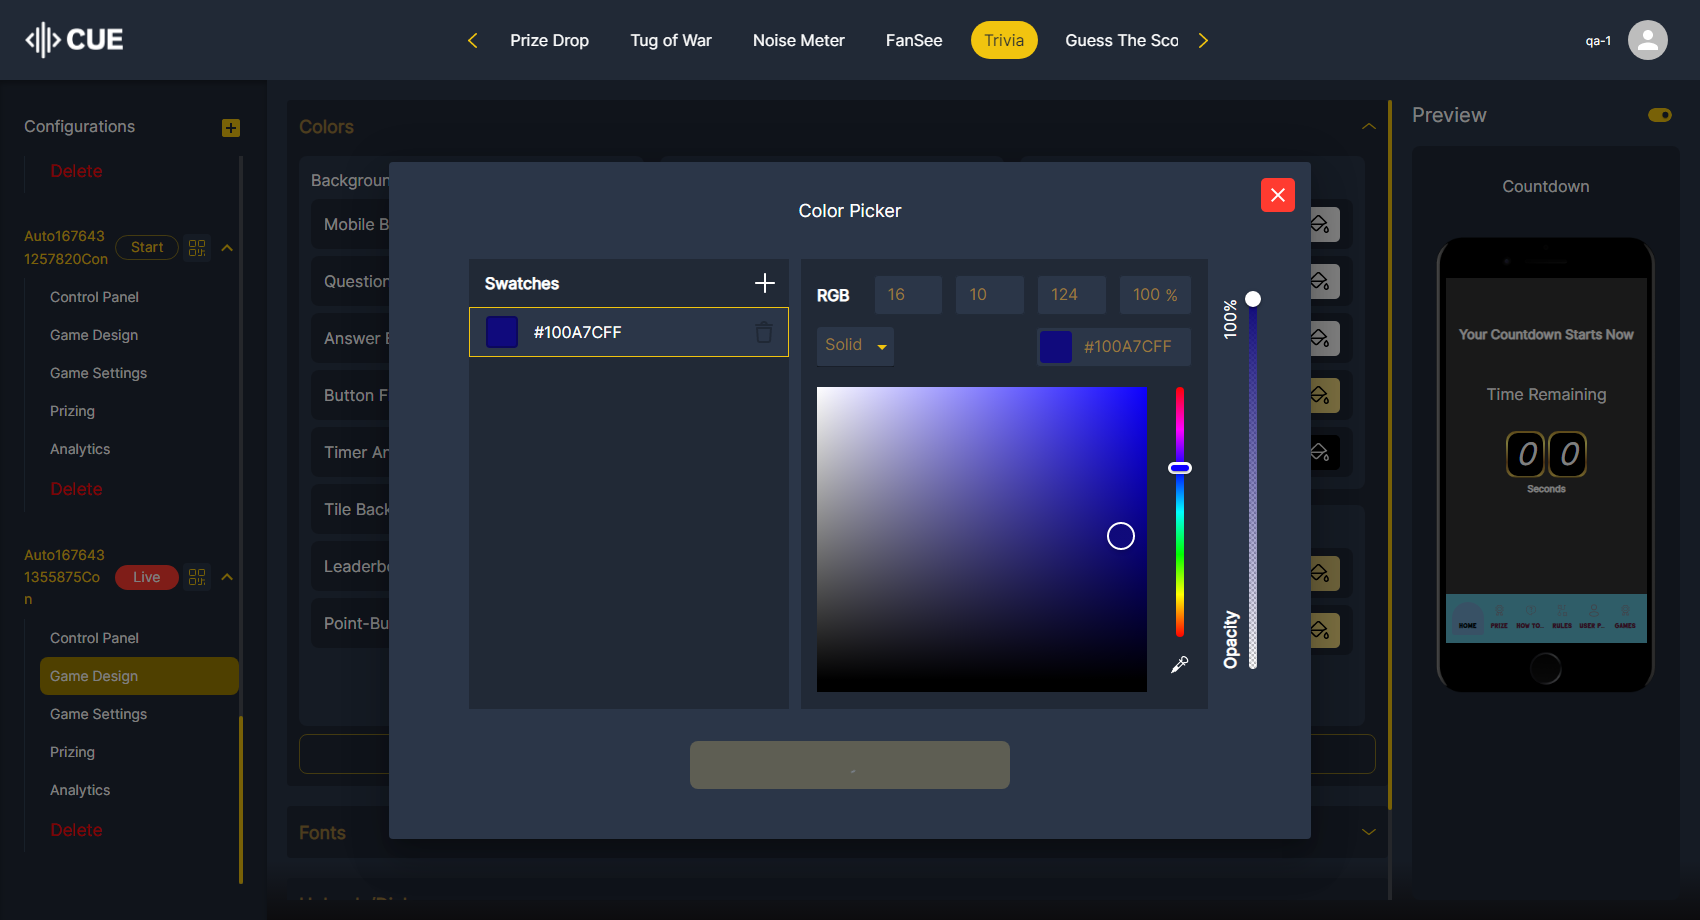 CUE
Prize Drop
Tug of War
Noise Meter
FanSee
Trivia
Guess The Sco
qa-1
Configurations
Delete
Auto167643
1257820Con
Start
Control Panel
Game Design
Game Settings
Prizing
Analytics
Delete
Auto167643
1355875Co
n
Live
Control Panel
Game Design
Game Settings
Prizing
Analytics
Delete
Colors
Backgroun
Mobile B
Question
Answer B
Button F
Timer An
Tile Back
Leaderbo
Point-Bu
Fonts
Color Picker
Swatches
#100A7CFF
RGB
16
10
124
100 %
Solid
#100A7CFF
100%
Opacity
Preview
Countdown
Your Countdown Starts Now
Time Remaining
0 0
Seconds
HOME
PRIZE
HOW TO..
RULES
USER P..
GAMES